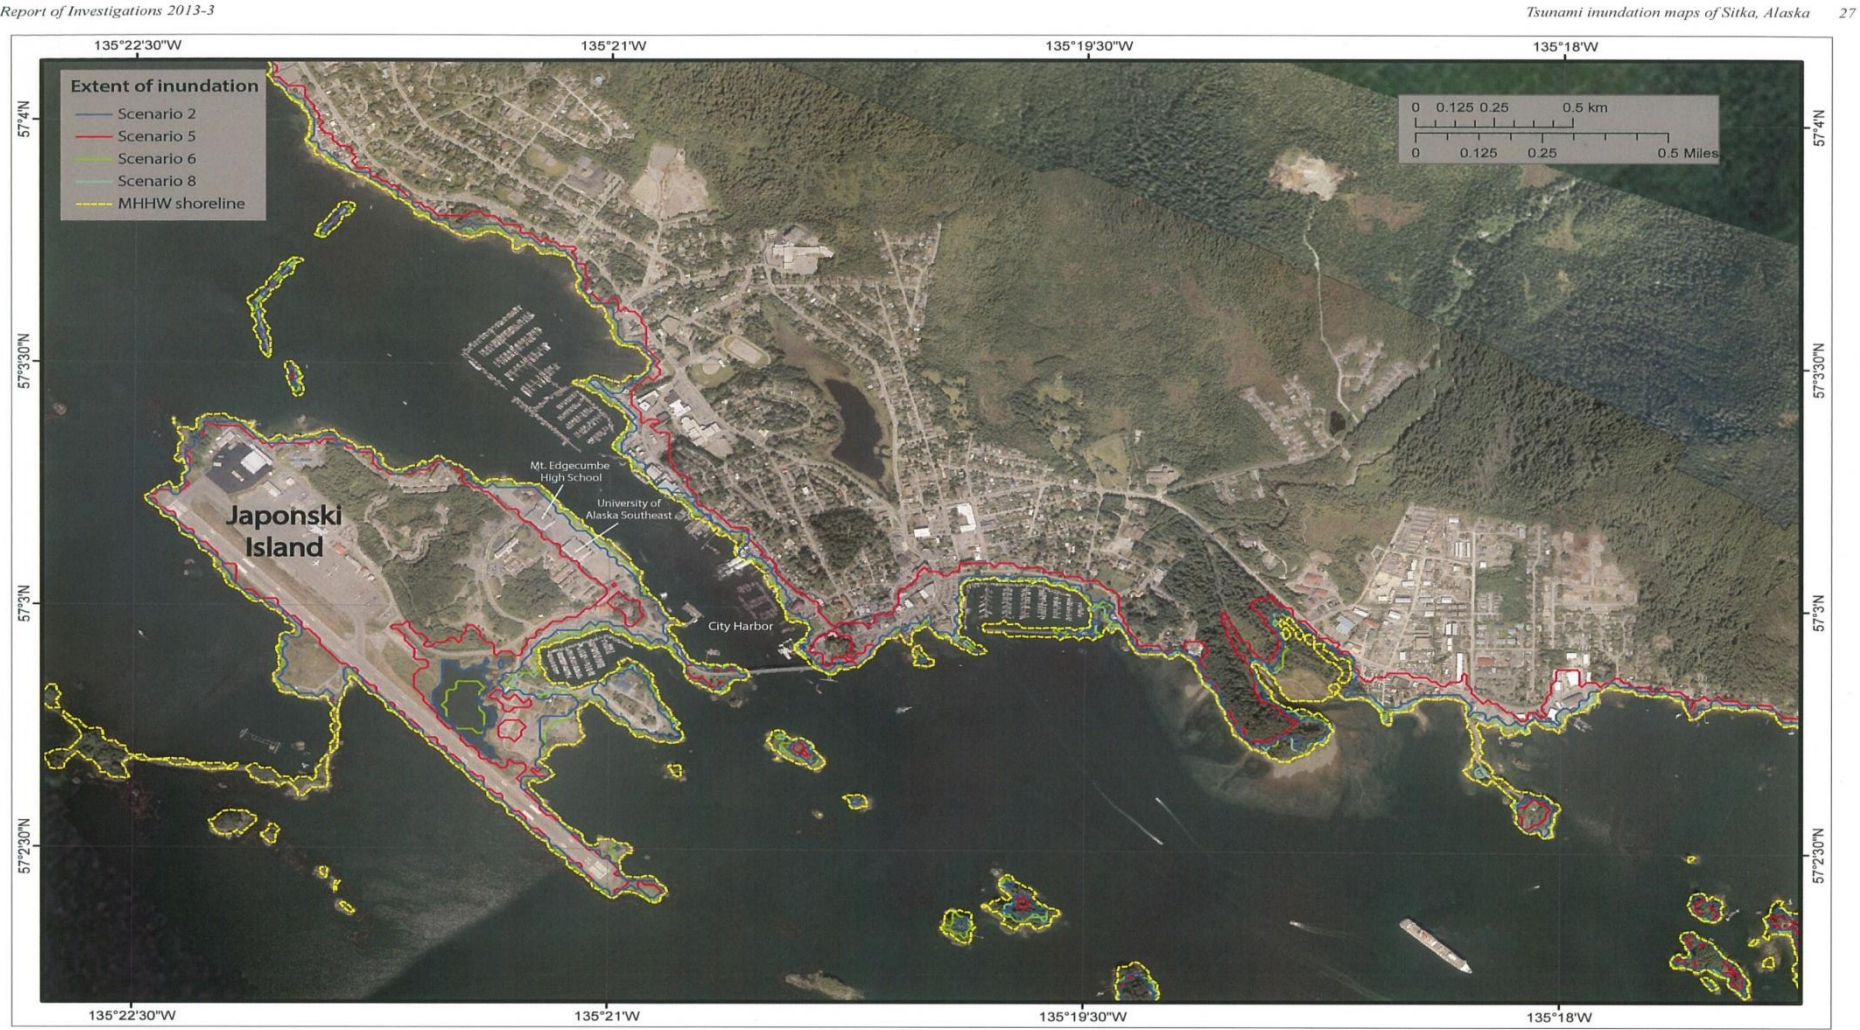 Report of Investigations 2013-3
Tsunami inundation maps of Sitka, Alaska 27
135°22'30"W 135°21'W 135°19'30"W 135°18'W
Extent of inundation
Scenario 2
Scenario 5
Scenario 6
Scenario 8
MHHW shoreline
0 0.125 0.25 0.5 km
0 0.125 0.25 0.5 Miles
57°4'N
57°4'N
57°3'30"N
57°3'30"N
Mt. Edgecumbe
High School
University of
Alaska Southeast
Japonski
Island
57°3'N
57°3'N
City Harbor
57°2'30"N
57°2'30"N
135°22'30"W 135°21'W 135°19'30"W 135°18'W